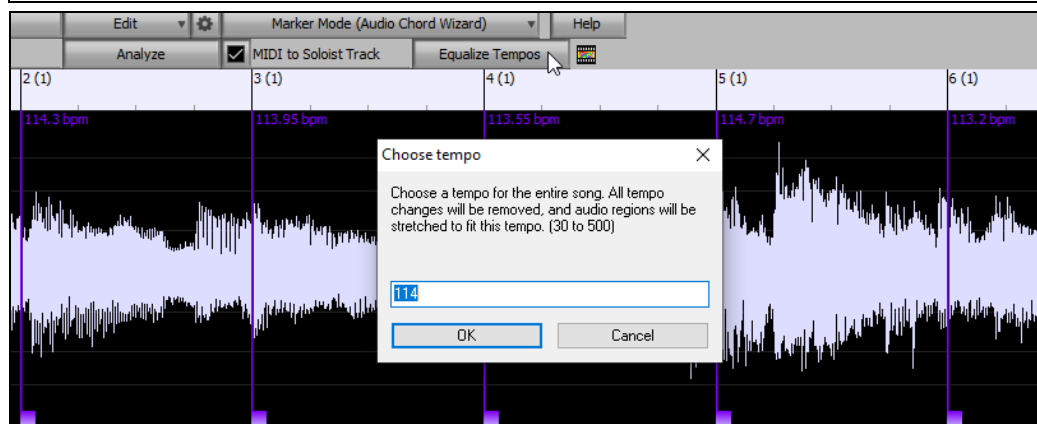 Edit Marker Mode (Audio Chord Wizard) Help
Analyze MIDI to Soloist Track Equalize Tempos
2 (1) 3 (1) 4 (1) 5 (1) 6 (1)
114.3 bpm 113.95 bpm 113.55 bpm 114.7 bpm 113.2 bpm
Choose tempo
Choose a tempo for the entire song. All tempo
changes will be removed, and audio regions will be
stretched to fit this tempo. (30 to 500)
114
OK Cancel